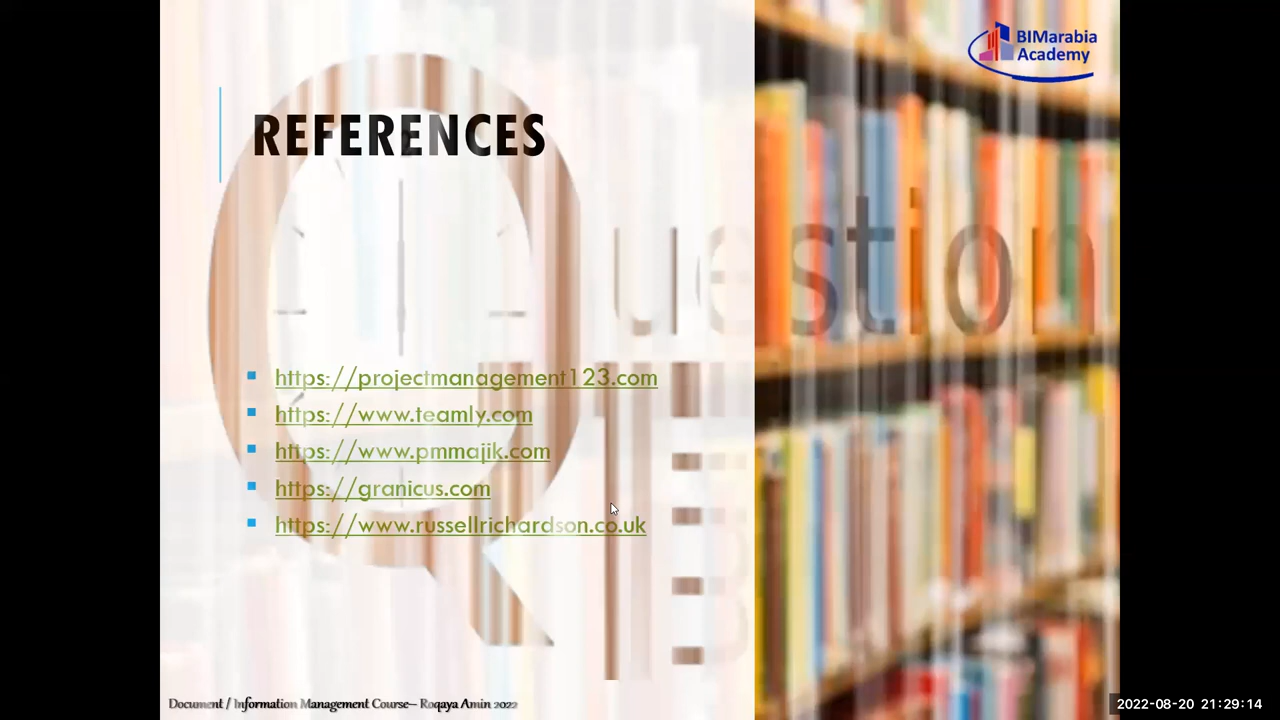 BIMarabia
Academy
REFERENCES
Question
https://projectmanagement123.com
https://www.teamly.com
https://www.pmmajik.com
https://granicus.com
https://www.russellrichardson.co.uk
Document / Information Management Course– Roqaya Amin 2022
2022-08-20 21:29:14